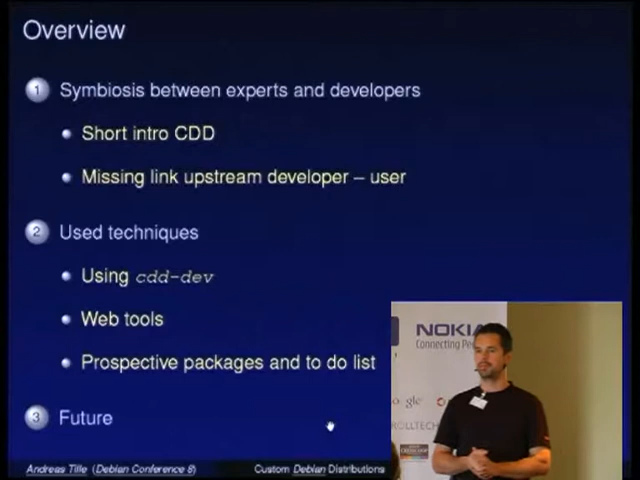 Overview
1 Symbiosis between experts and developers
Short intro CDD
Missing link upstream developer – user
2 Used techniques
Using cdd-dev
Web tools
Prospective packages and to do list
3 Future
Andreas Tille (Debian Conference 8) Custom Debian Distributions
NOKIA
Connecting Pe
ogle
ROLLTECH